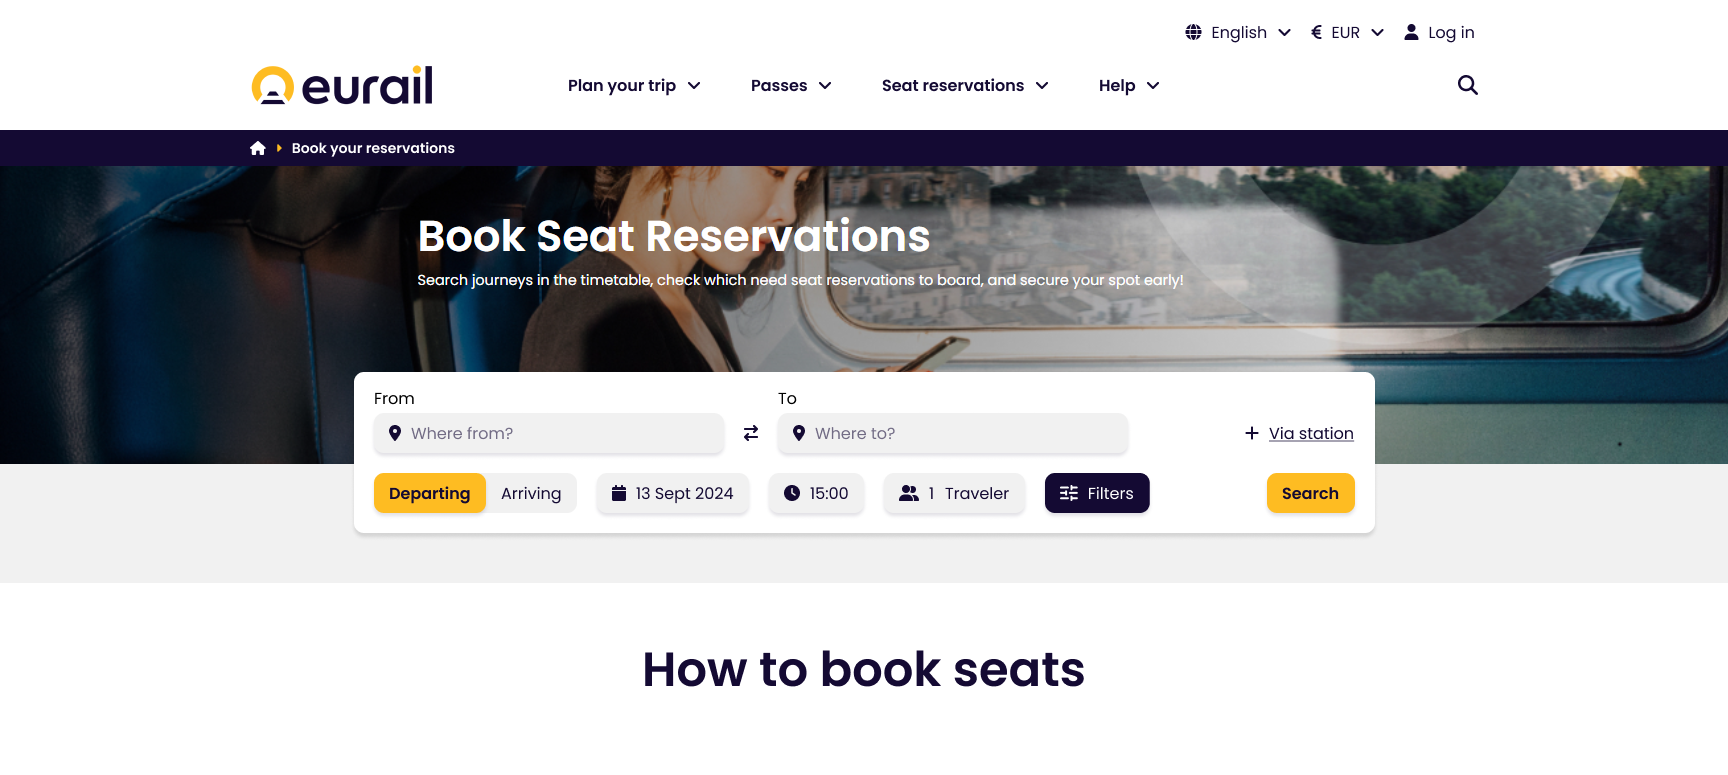 English
€ EUR
Log in
eurail
Plan your trip
Passes
Seat reservations
Help
Book your reservations
Book Seat Reservations
Search journeys in the timetable, check which need seat reservations to board, and secure your spot early!
From
To
Where from?
Where to?
+ Via station
Departing
Arriving
13 Sept 2024
15:00
1 Traveler
Filters
Search
How to book seats